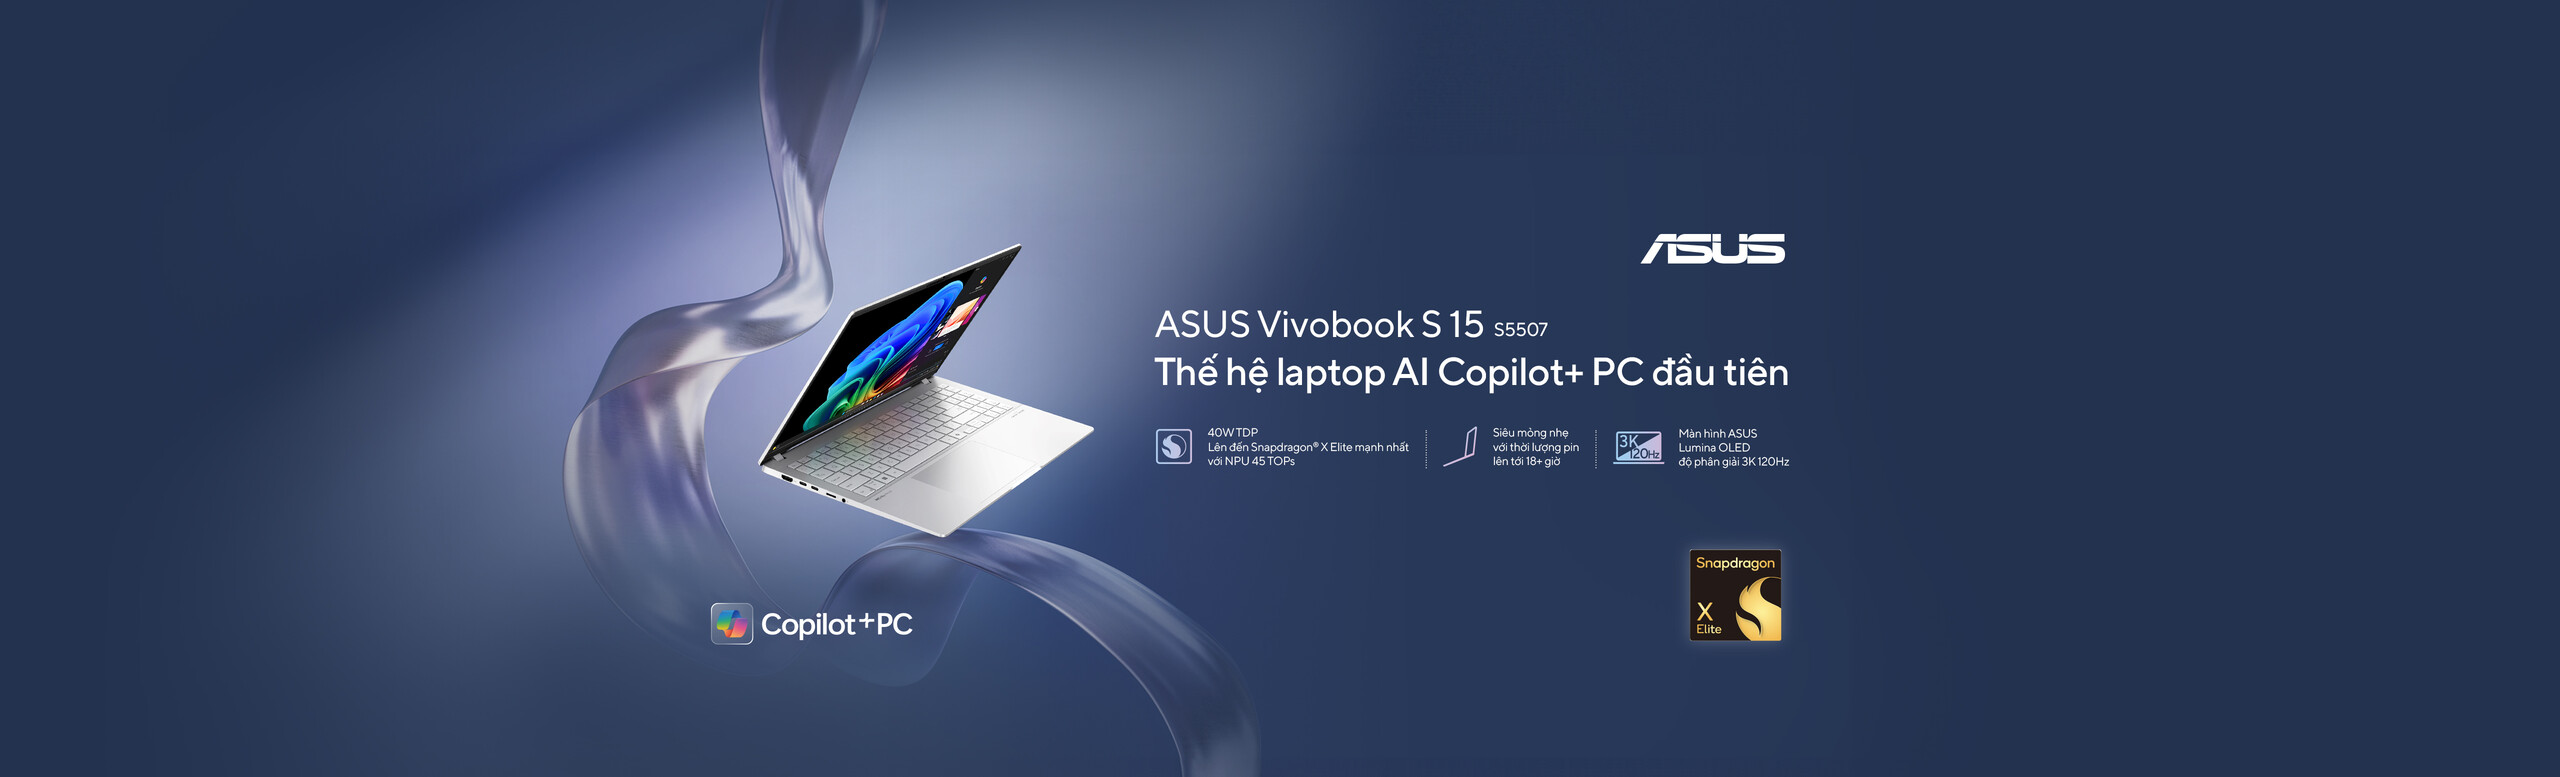 ASUS
ASUS Vivobook S 15 S5507
Thế hệ laptop AI Copilot+ PC đầu tiên
40W TDP
Lên đến Snapdragon® X Elite mạnh nhất
với NPU 45 TOPs
Siêu mỏng nhẹ
với thời lượng pin
lên tới 18+ giờ
3K
120Hz
Màn hình ASUS
Lumina OLED
độ phân giải 3K 120Hz
Snapdragon
X
Elite
Copilot+PC